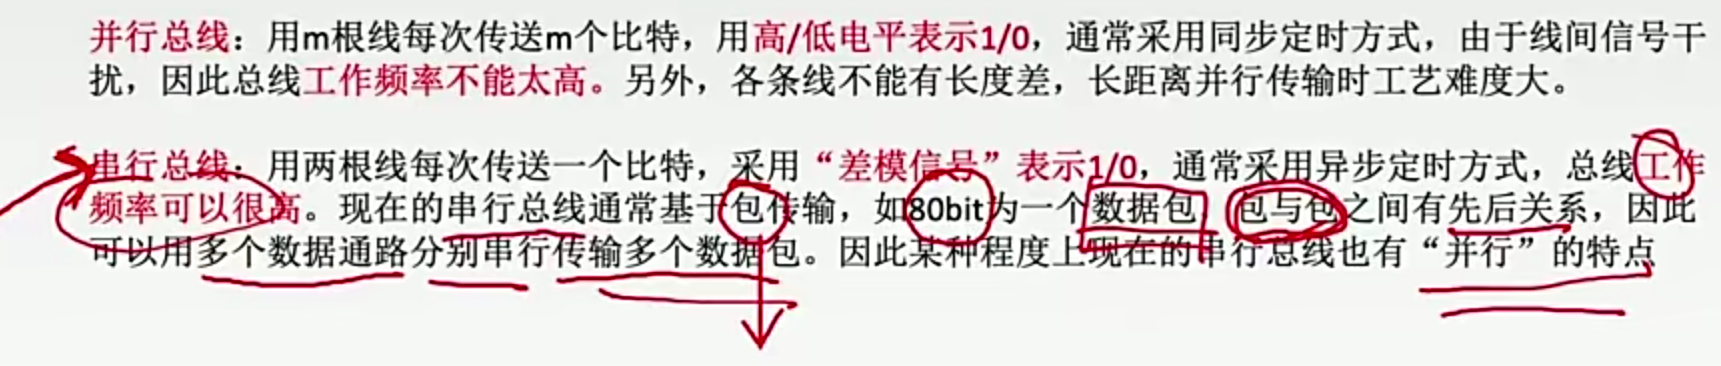 并行总线：用m根线每次传送m个比特，用高/低电平表示1/0，通常采用同步定时方式，由于线间信号干
扰，因此总线工作频率不能太高。另外，各条线不能有长度差，长距离并行传输时工艺难度大。
串行总线：用两根线每次传送一个比特，采用“差模信号”表示1/0，通常采用异步定时方式，总线工作
频率可以很高。现在的串行总线通常基于包传输，如80bit为一个数据包，包与包之间有先后关系，因此
可以用多个数据通路分别串行传输多个数据包。因此某种程度上现在的串行总线也有“并行”的特点